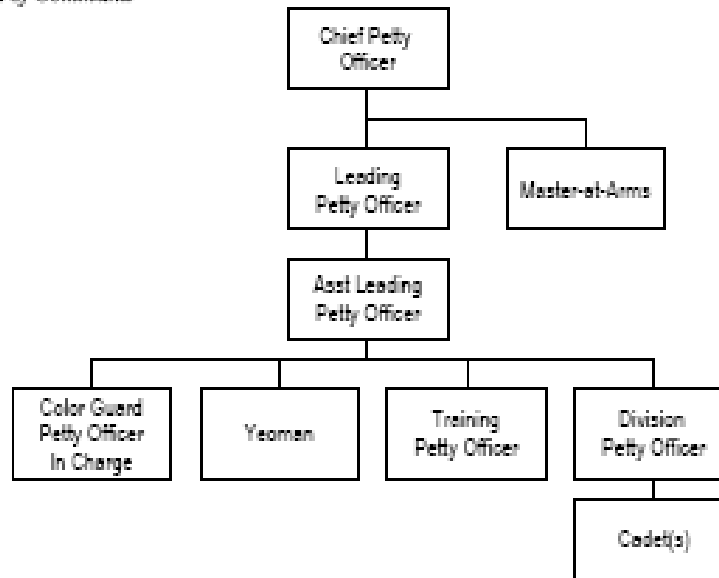 Chief Petty
Officer
Leading
Petty Officer
Master-at-Arms
Asst Leading
Petty Officer
Color Guard
Petty Officer
In Charge
Yeoman
Training
Petty Officer
Division
Petty Officer
Cadet(s)